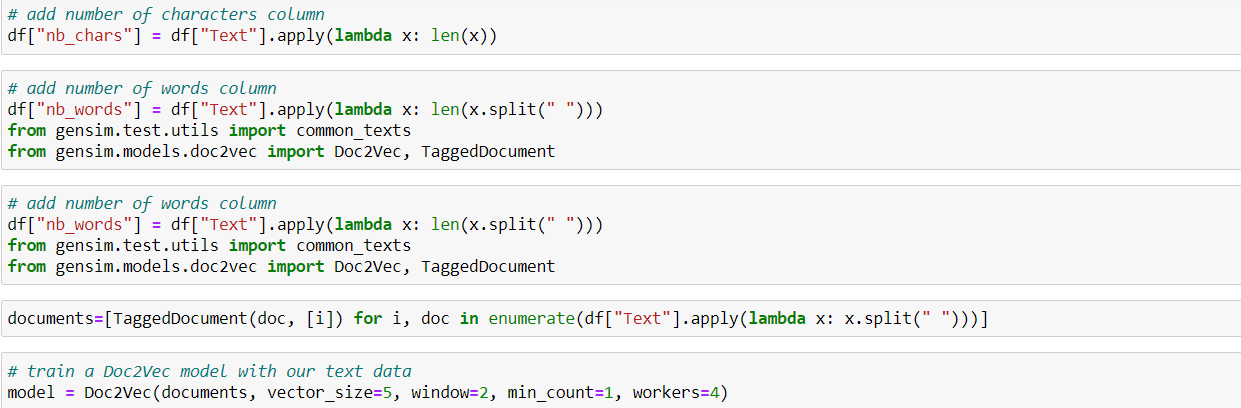 # add number of characters column
df["nb_chars"] = df["Text"].apply(lambda x: len(x))
# add number of words column
df["nb_words"] = df["Text"].apply(lambda x: len(x.split(" ")))
from gensim.test.utils import common_texts
from gensim.models.doc2vec import Doc2Vec, TaggedDocument
# add number of words column
df["nb_words"] = df["Text"].apply(lambda x: len(x.split(" ")))
from gensim.test.utils import common_texts
from gensim.models.doc2vec import Doc2Vec, TaggedDocument
documents=[TaggedDocument(doc, [i]) for i, doc in enumerate(df["Text"].apply(lambda x: x.split(" ")))]
# train a Doc2Vec model with our text data
model = Doc2Vec(documents, vector_size=5, window=2, min_count=1, workers=4)